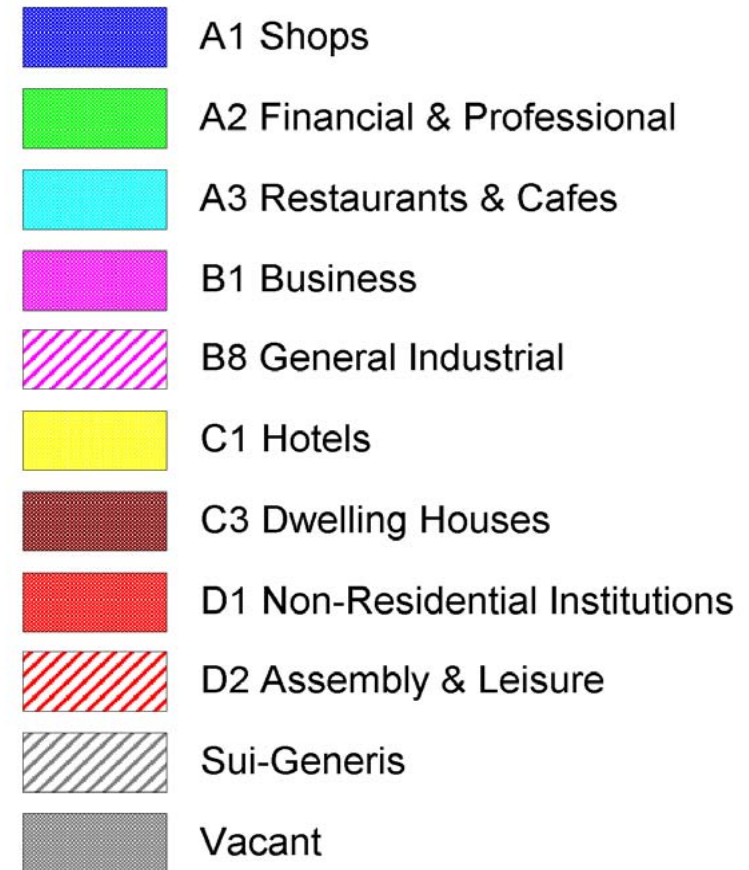 A1 Shops
A2 Financial & Professional
A3 Restaurants & Cafes
B1 Business
B8 General Industrial
C1 Hotels
C3 Dwelling Houses
D1 Non-Residential Institutions
D2 Assembly & Leisure
Sui-Generis
Vacant